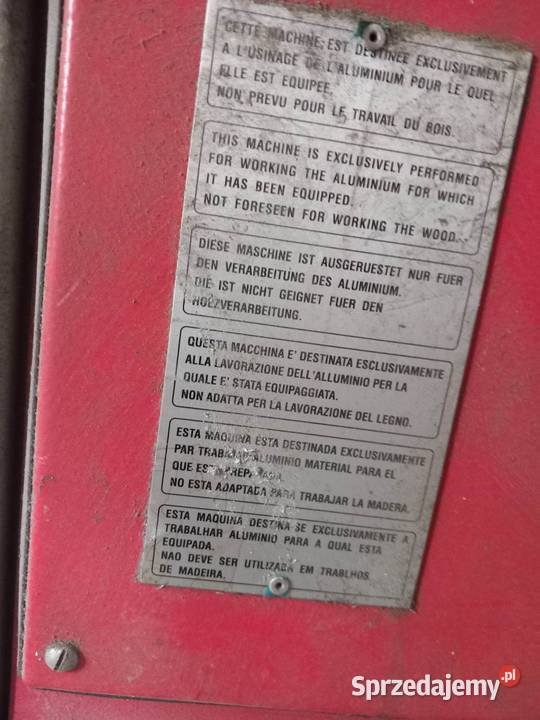 CETTE MACHINE, EST DESTINEE EXCLUSIVEMENT
A L'USINAGE DE L'ALUMINIUM POUR LE QUEL
ELLE EST EQUIPEE.
NON PREVU POUR LE TRAVAIL DU BOIS.
THIS MACHINE IS EXCLUSIVELY PERFORMED
FOR WORKING THE ALUMINIUM FOR WHICH
IT HAS BEEN EQUIPPED.
NOT FORESEEN FOR WORKING THE WOOD.
DIESE MASCHINE IST AUSGERUESTET NUR FUER
DEN VERARBEITUNG DES ALUMINIUM.
DIE IST NICHT GEIGNET FUER DEN
HOLZVERARBEITUNG.
QUESTA MACCHINA E' DESTINATA ESCLUSIVAMENTE
ALLA LAVORAZIONE DELL'ALLUMINIO PER LA
QUALE E' STATA EQUIPAGGIATA.
NON ADATTA PER LA LAVORAZIONE DEL LEGNO.
ESTA MAQUINA ESTA DESTINADA EXCLUSIVAMENTE
PAR TRABAJAR ALUMINIO MATERIAL PARA EL
QUE ESTA PREPARADA.
NO ESTA ADAPTADA PARA TRABAJAR LA MADERA.
ESTA MAQUINA DESTINA SE EXCLUSIVAMENTE A
TRABALHAR ALUMINIO PARA A QUAL ESTA
EQUIPADA.
NAO DEVE SER UTILIZADA EM TRABLHOS
DE MADEIRA.
Sprzedajemy.pl